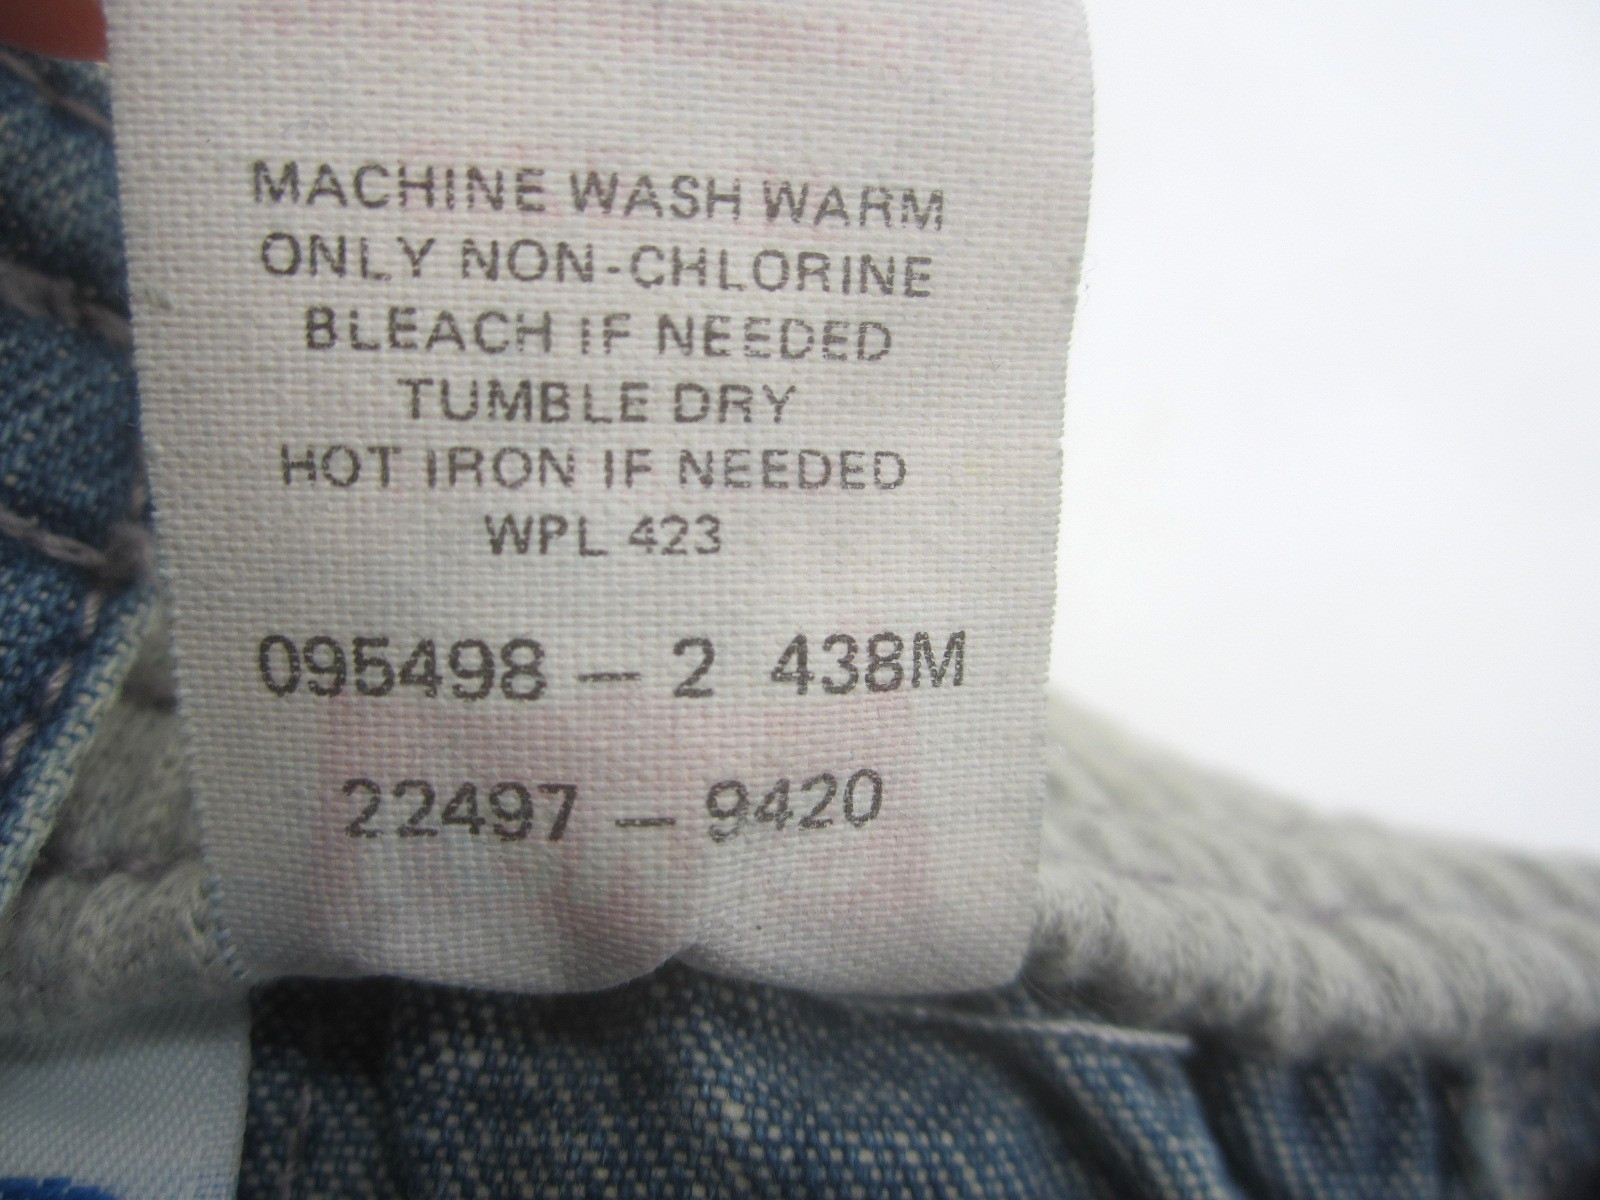 MACHINE WASH WARM
ONLY NON-CHLORINE
BLEACH IF NEEDED
TUMBLE DRY
HOT IRON IF NEEDED
WPL 423
095498 — 2 438M
22497 — 9420